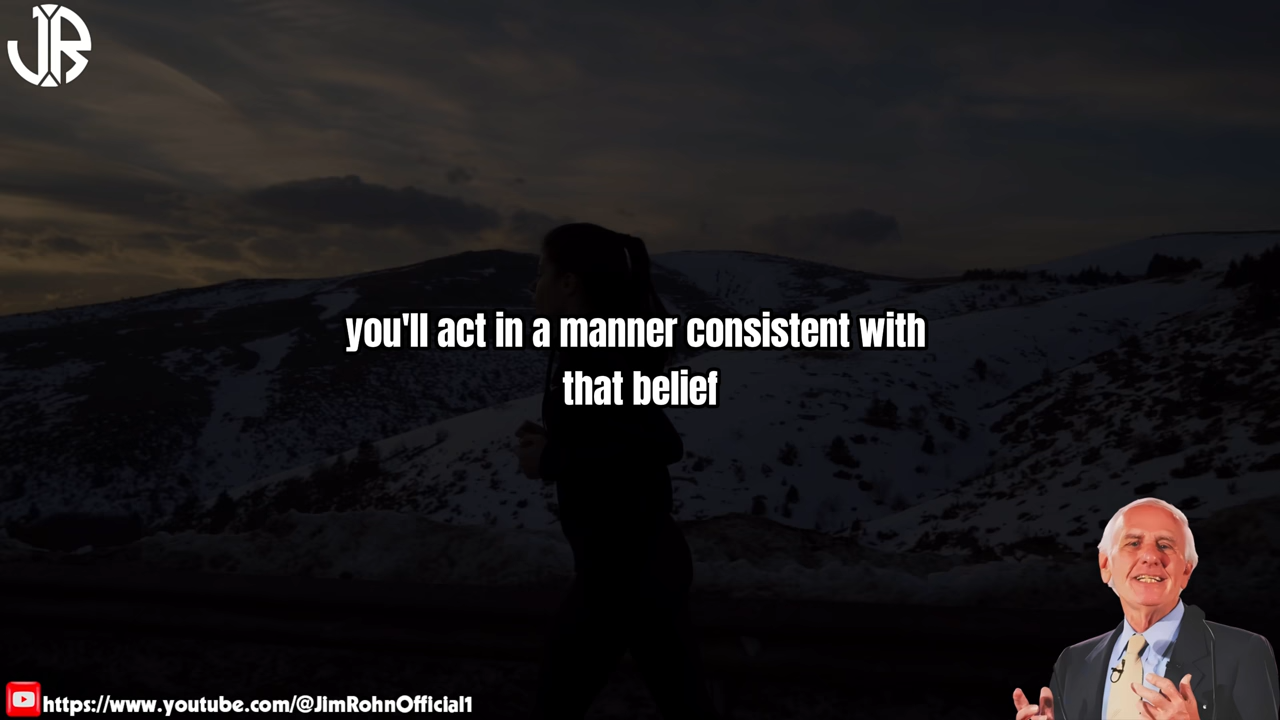 JR
you'll act in a manner consistent with
that belief
https://www.youtube.com/@JimRohnOfficial1